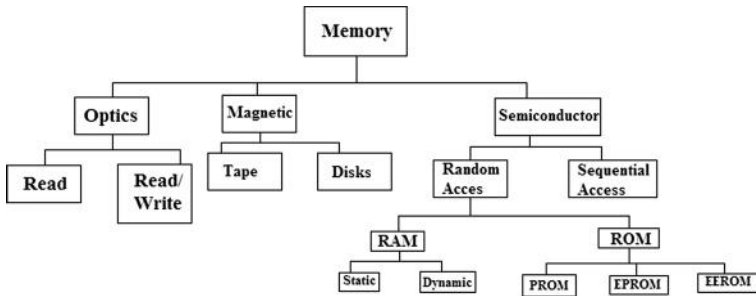 Memory
Optics
Magnetic
Semiconductor
Read
Read/
Write
Tape
Disks
Random
Acces
Sequential
Access
RAM
ROM
Static
Dynamic
PROM
EPROM
EEROM